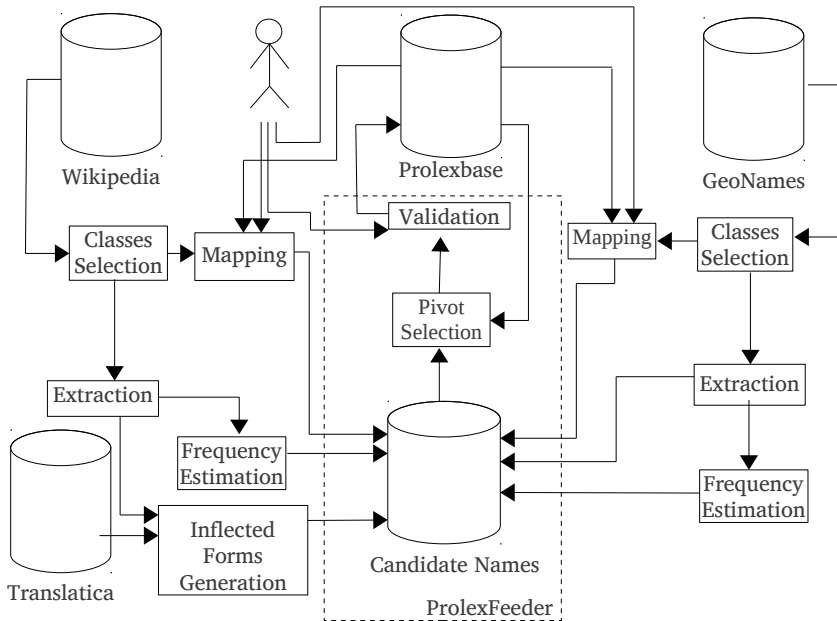 Wikipedia
Prolexbase
GeoNames
Classes
Selection
Mapping
Validation
Mapping
Classes
Selection
Pivot
Selection
Extraction
Extraction
Frequency
Estimation
Frequency
Estimation
Inflected
Forms
Generation
Translatica
Candidate Names
ProlexFeeder